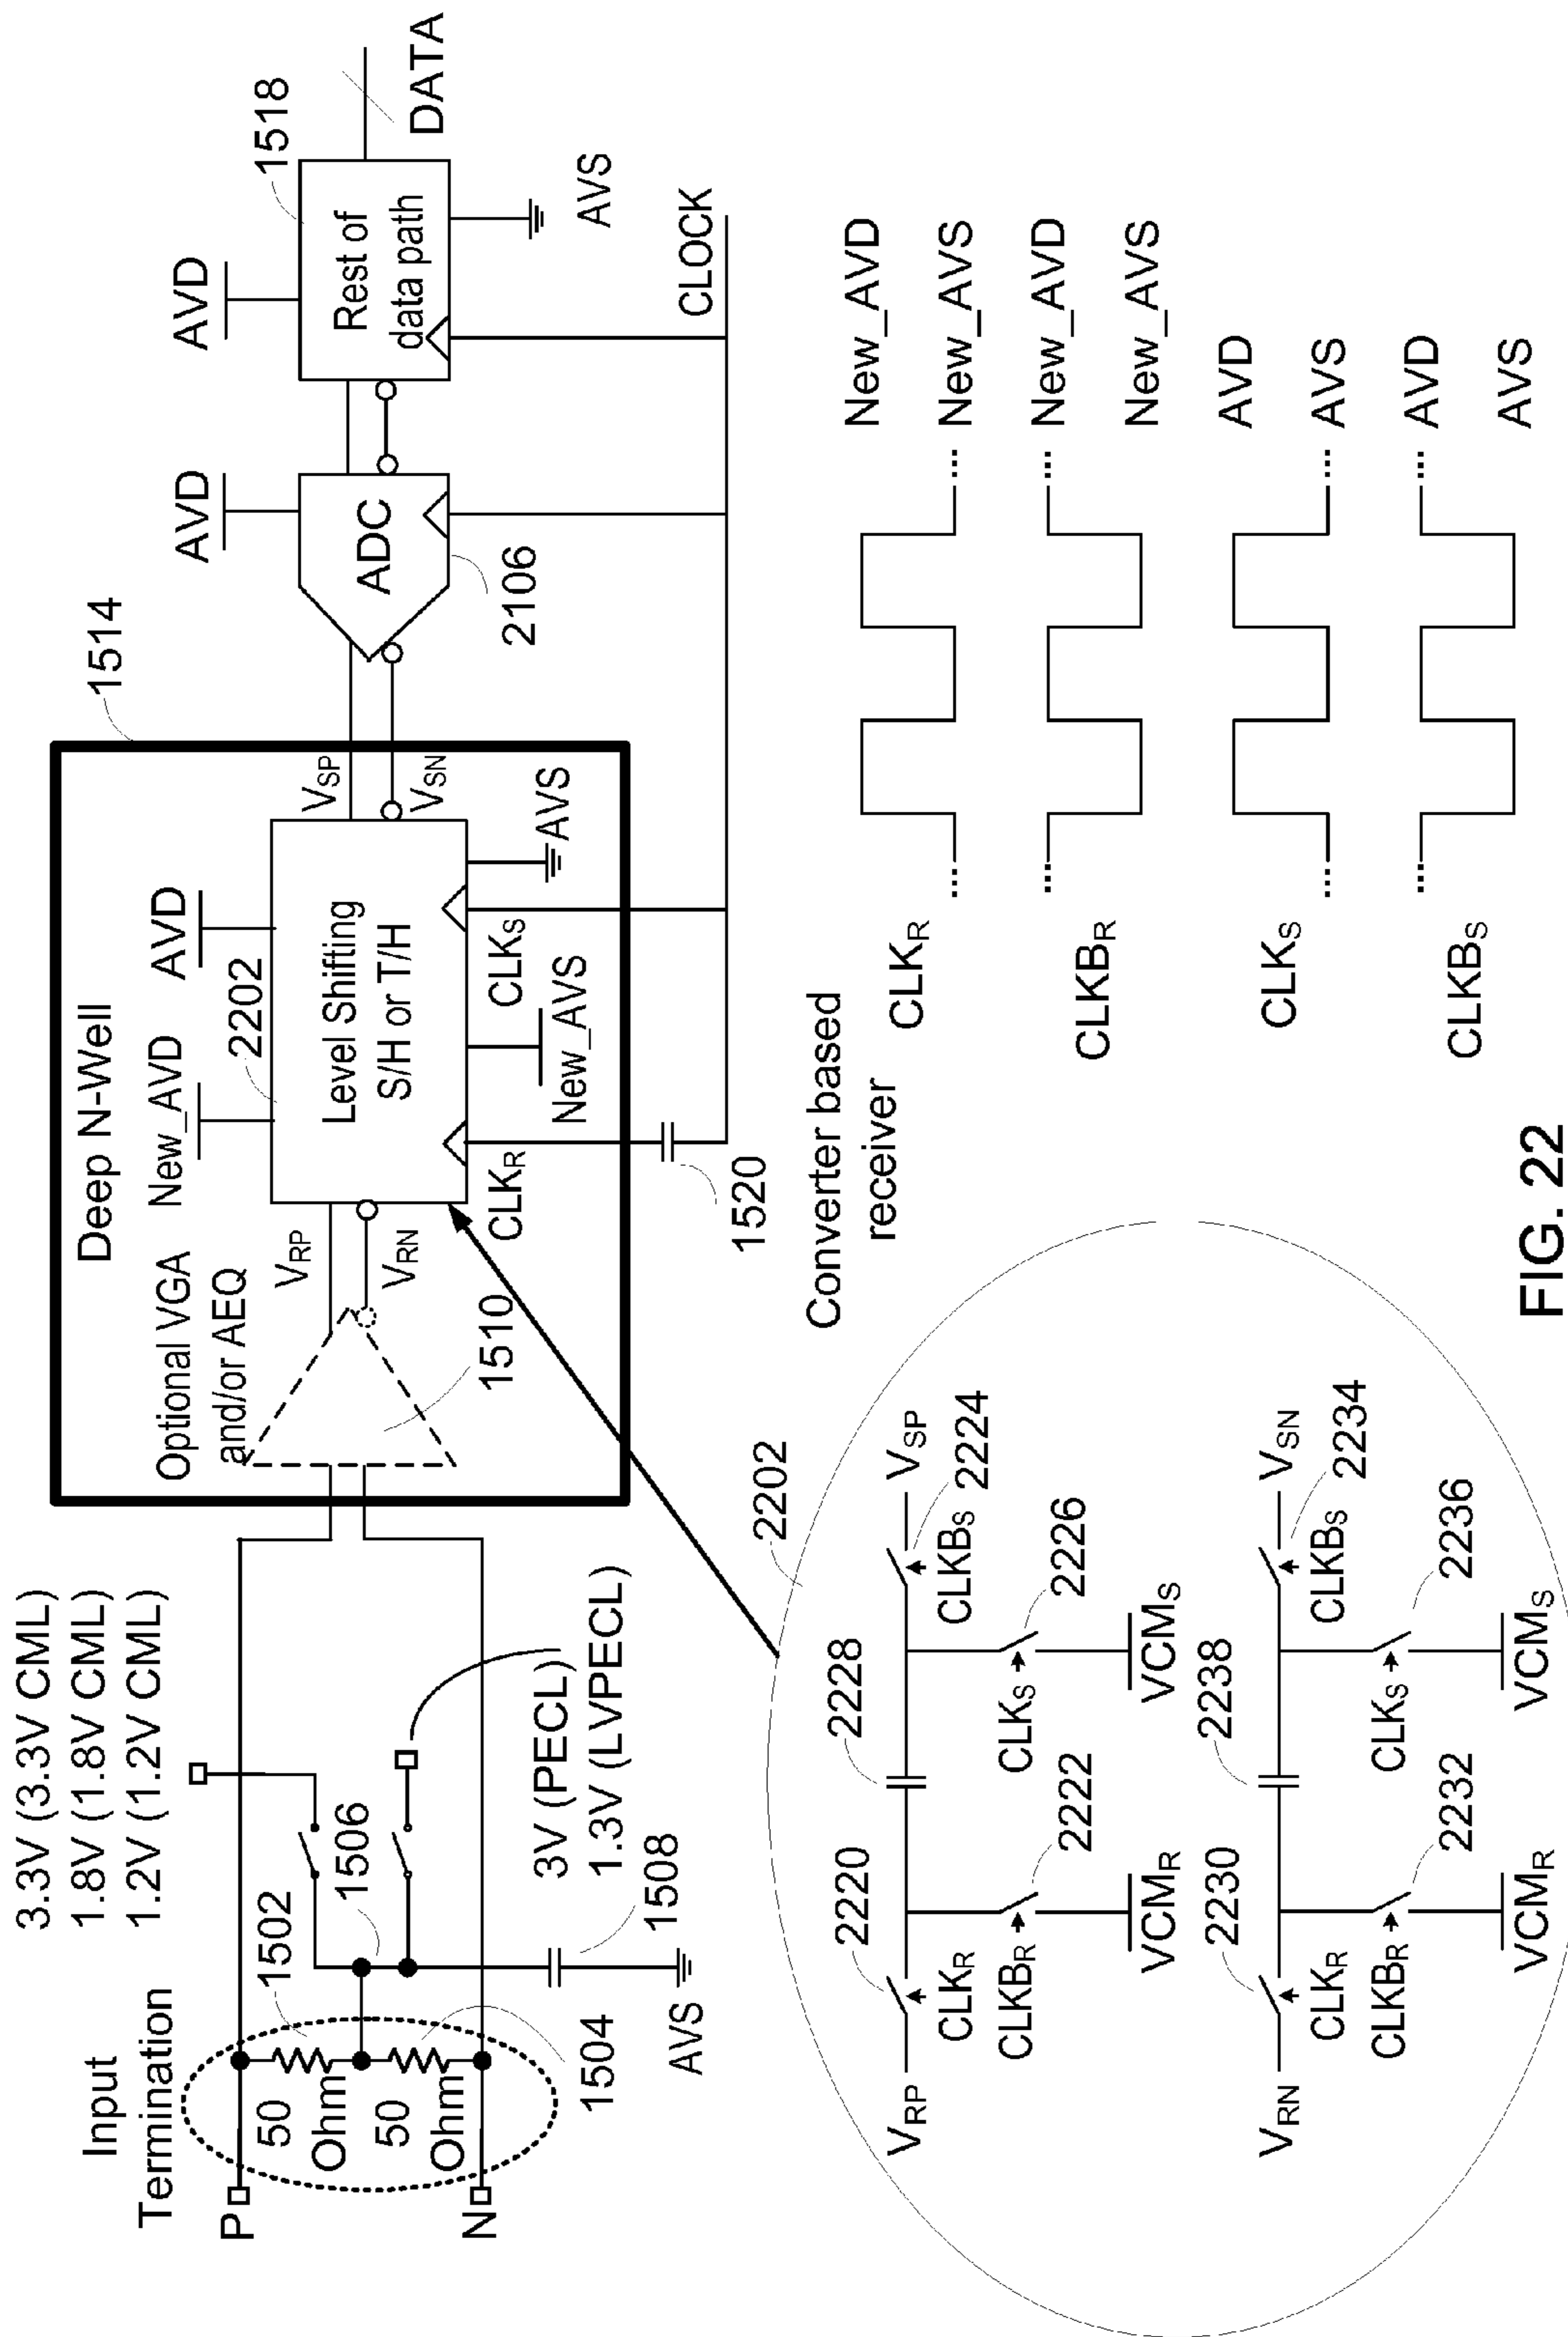 3.3V (3.3V CML)
1.8V (1.8V CML)
1.2V (1.2V CML)
Input
Termination
P
N
50
Ohm
50
Ohm
1502
1504
1506
1508
AVS
3V (PECL)
1.3V (LVPECL)
Deep N-Well
1514
Optional VGA
and/or AEQ
1510
New_AVD
AVD
2202
VRP
VRN
Level Shifting
S/H or T/H
VSP
VSN
CLKR
New_AVS
CLKS
AVS
1520
AVD
ADC
2106
AVD
1518
Rest of
data path
AVS
DATA
CLOCK
Converter based
receiver
2202
VRP
2220
CLKR
CLKBR
2222
VCMR
2228
CLKS
2226
VCMS
CLKBS
2224
VSP
VRN
2230
CLKR
CLKBR
2232
VCMR
2238
CLKS
2236
VCMS
CLKBS
2234
VSN
CLKR
...
...
New_AVD
New_AVS
CLKBR
...
...
New_AVD
New_AVS
CLKS
...
...
AVD
AVS
CLKBS
...
...
AVD
AVS
FIG. 22